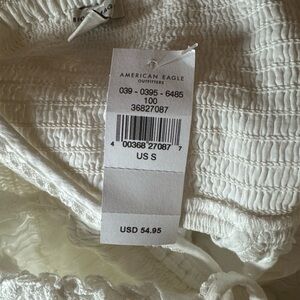 AMERICAN EAGLE
OUTFITTERS
039 - 0395 - 6485
100
36827087
4 00368 27087 7
US S
USD 54.95